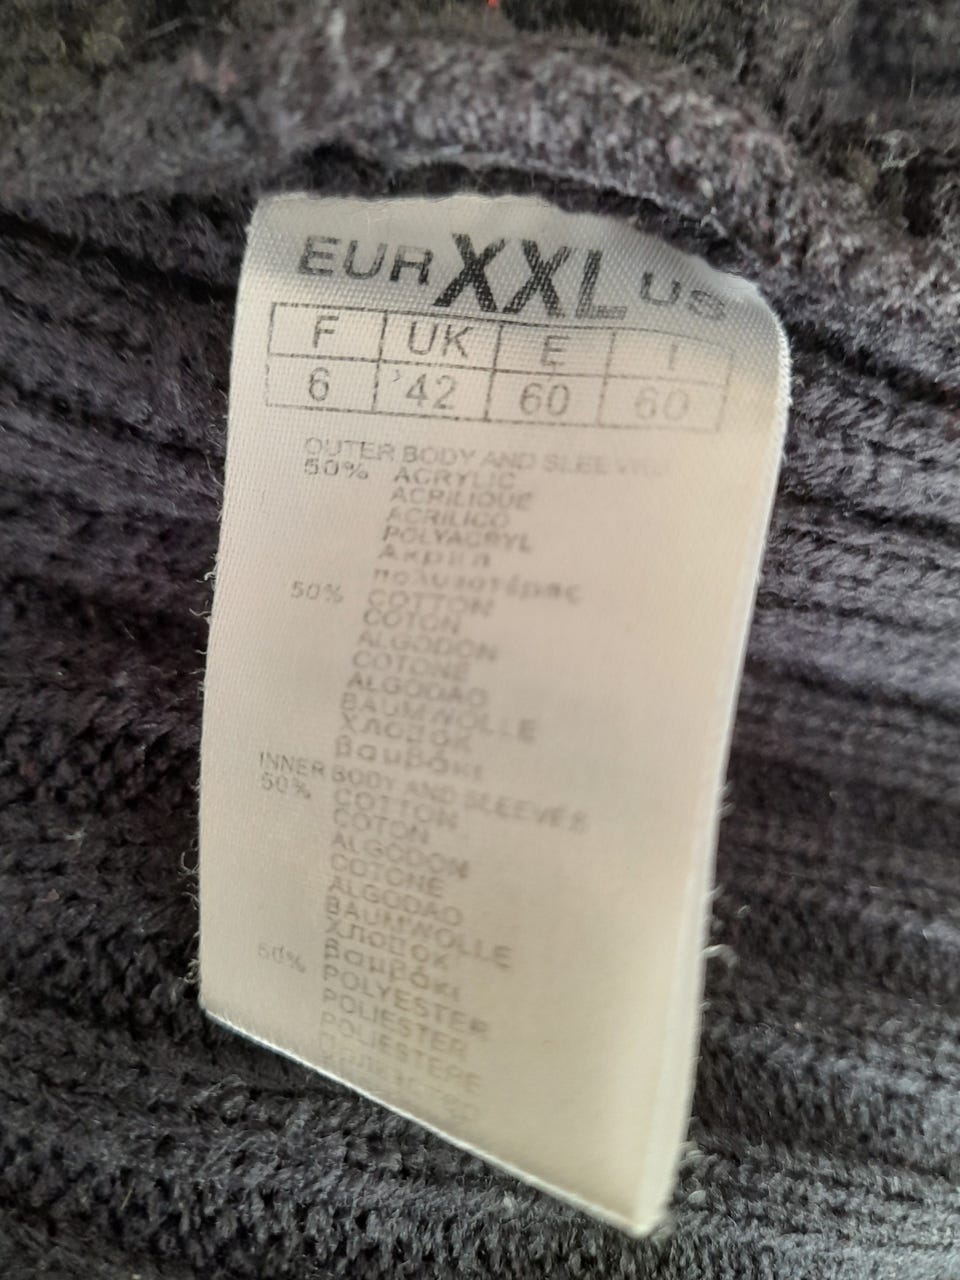 EUR XXL US
F UK E I
6 42 60 60
OUTER BODY AND SLEEVES
50% ACRYLIC
ACRILIQUE
ACRILICO
POLYACRYL
50% COTTON
COTON
ALGODON
COTONE
ALGODAO
BAUMWOLLE
Хлопок
βαμβάκι
INNER BODY AND SLEEVES
50% COTTON
COTON
ALGODON
COTONE
ALGODAO
BAUMWOLLE
Хлопок
βαμβάκι
50% POLYESTER
POLIESTER